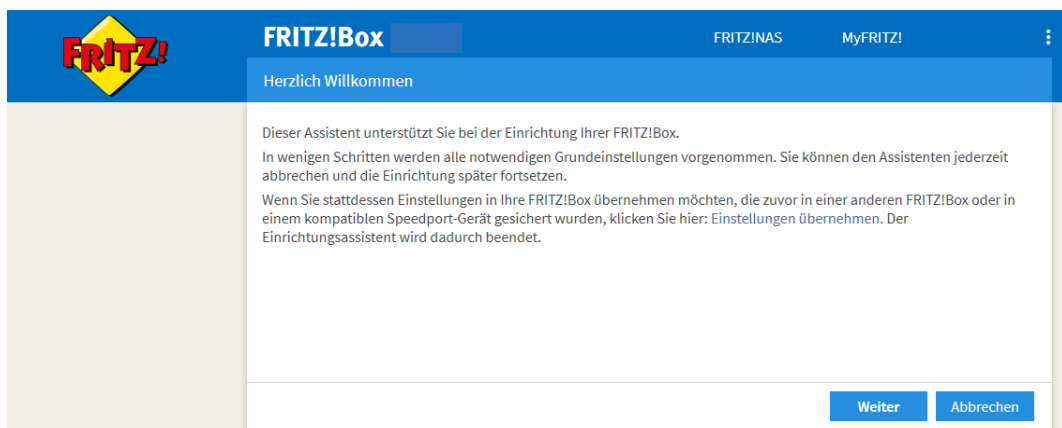 FRITZ!
FRITZ!Box
FRITZ!NAS
MyFRITZ!
Herzlich Willkommen
Dieser Assistent unterstützt Sie bei der Einrichtung Ihrer FRITZ!Box.
In wenigen Schritten werden alle notwendigen Grundeinstellungen vorgenommen. Sie können den Assistenten jederzeit
abbrechen und die Einrichtung später fortsetzen.
Wenn Sie stattdessen Einstellungen in Ihre FRITZ!Box übernehmen möchten, die zuvor in einer anderen FRITZ!Box oder in
einem kompatiblen Speedport-Gerät gesichert wurden, klicken Sie hier: Einstellungen übernehmen. Der
Einrichtungsassistent wird dadurch beendet.
Weiter
Abbrechen